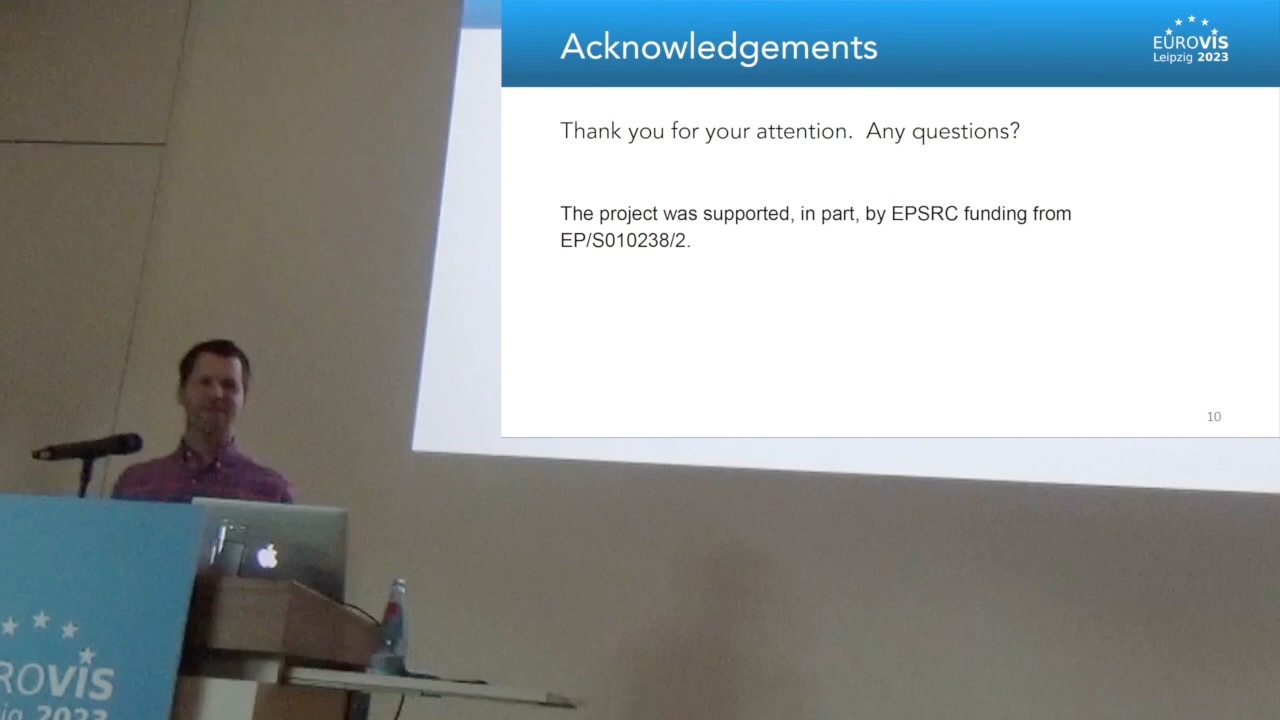 Acknowledgements
EUROVIS
Leipzig 2023
Thank you for your attention. Any questions?
The project was supported, in part, by EPSRC funding from
EP/S010238/2.
10
ROVIS
ig 2023